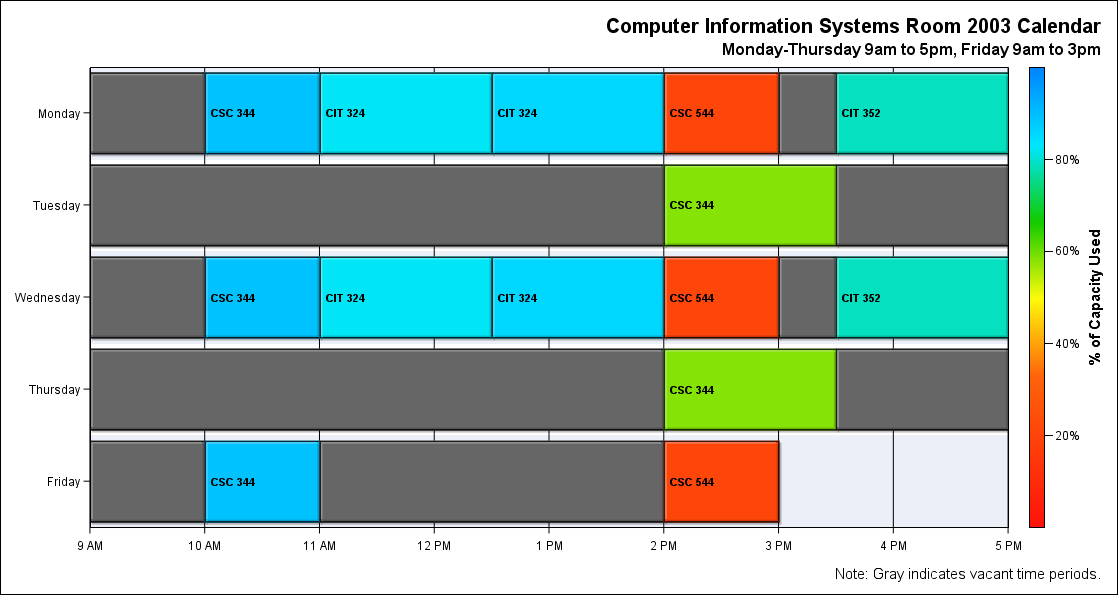 Computer Information Systems Room 2003 Calendar
Monday-Thursday 9am to 5pm, Friday 9am to 3pm
Monday CSC 344 CIT 324 CIT 324 CSC 544 CIT 352
80%
Tuesday CSC 344
60%
% of Capacity Used
Wednesday CSC 344 CIT 324 CIT 324 CSC 544 CIT 352
40%
Thursday CSC 344
20%
Friday CSC 344 CSC 544
9 AM 10 AM 11 AM 12 PM 1 PM 2 PM 3 PM 4 PM 5 PM
Note: Gray indicates vacant time periods.